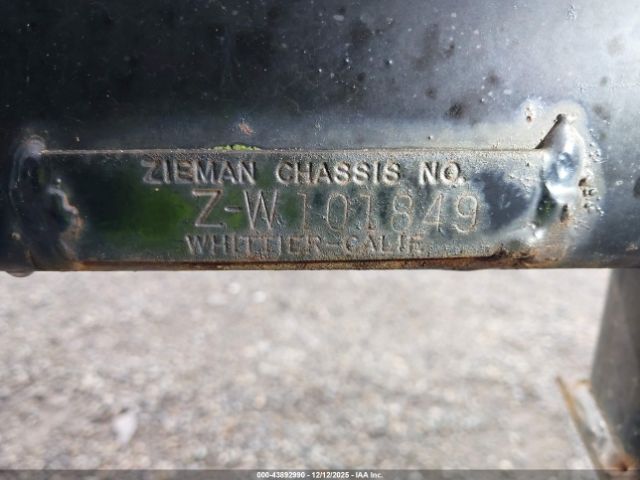 ZIEMAN CHASSIS NO.
Z-W 101849
WHITTIER-CALIF.
000-43892990 • 12/12/2025 - IAA Inc.